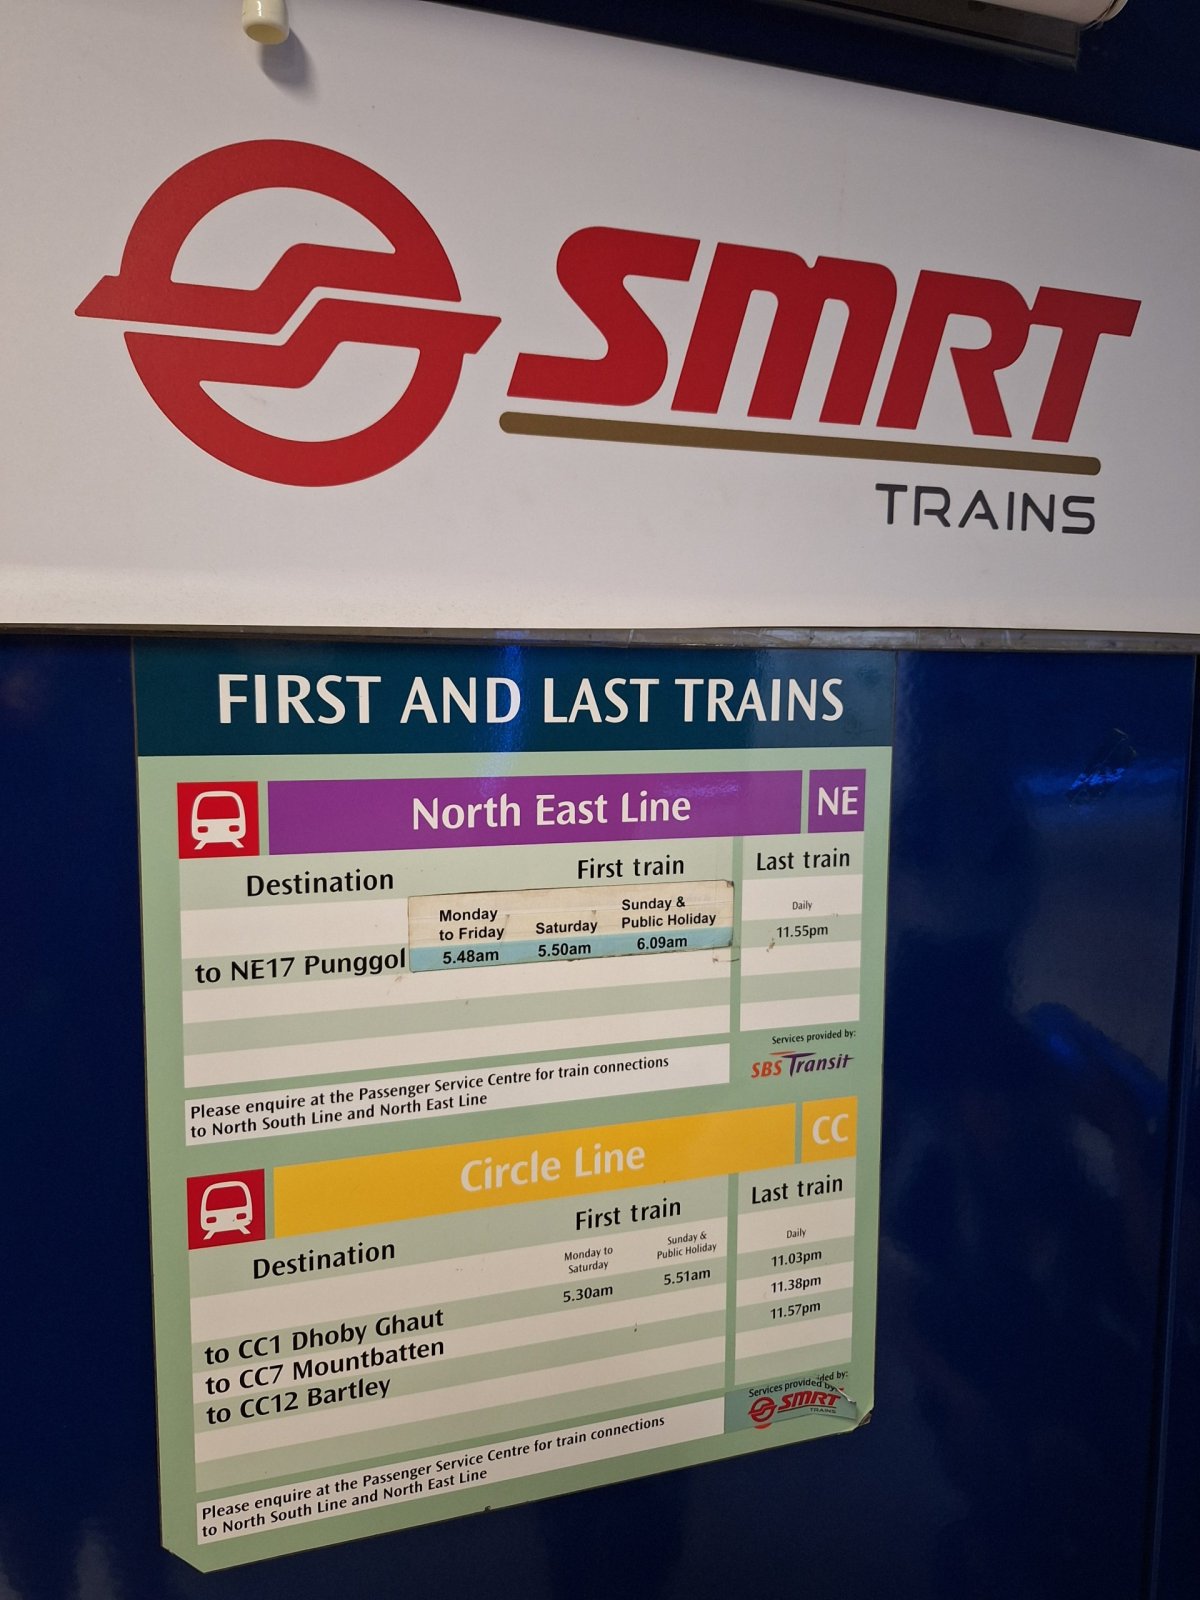 SMRT
TRAINS
FIRST AND LAST TRAINS
North East Line NE
Destination First train Last train
Monday to Friday Saturday Sunday & Public Holiday Daily
to NE17 Punggol 5.48am 5.50am 6.09am 11.55pm
Services provided by:
SBS Transit
Please enquire at the Passenger Service Centre for train connections
to North South Line and North East Line
Circle Line CC
Destination First train Last train
Monday to Saturday Sunday & Public Holiday Daily
to CC1 Dhoby Ghaut 5.30am 5.51am 11.03pm
to CC7 Mountbatten 11.38pm
to CC12 Bartley 11.57pm
Services provided by:
SMRT
TRAINS
Please enquire at the Passenger Service Centre for train connections
to North South Line and North East Line